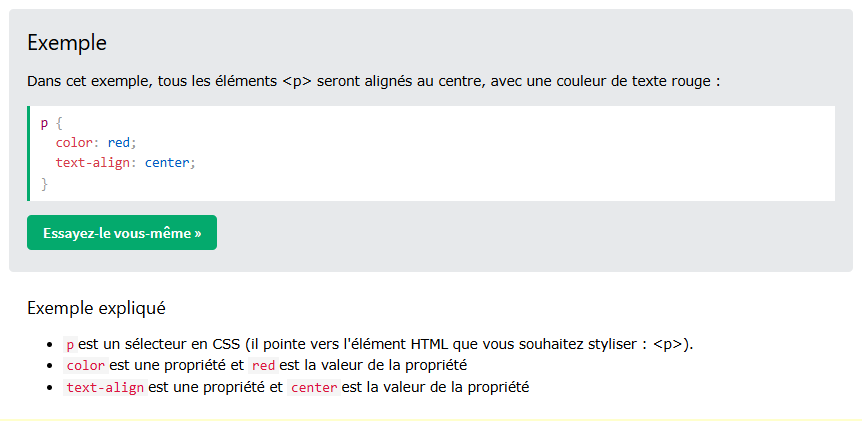 Exemple
Dans cet exemple, tous les éléments <p> seront alignés au centre, avec une couleur de texte rouge :
p {
  color: red;
  text-align: center;
}
Essayez-le vous-même »
Exemple expliqué
• p est un sélecteur en CSS (il pointe vers l'élément HTML que vous souhaitez styliser : <p>).
• color est une propriété et red est la valeur de la propriété
• text-align est une propriété et center est la valeur de la propriété